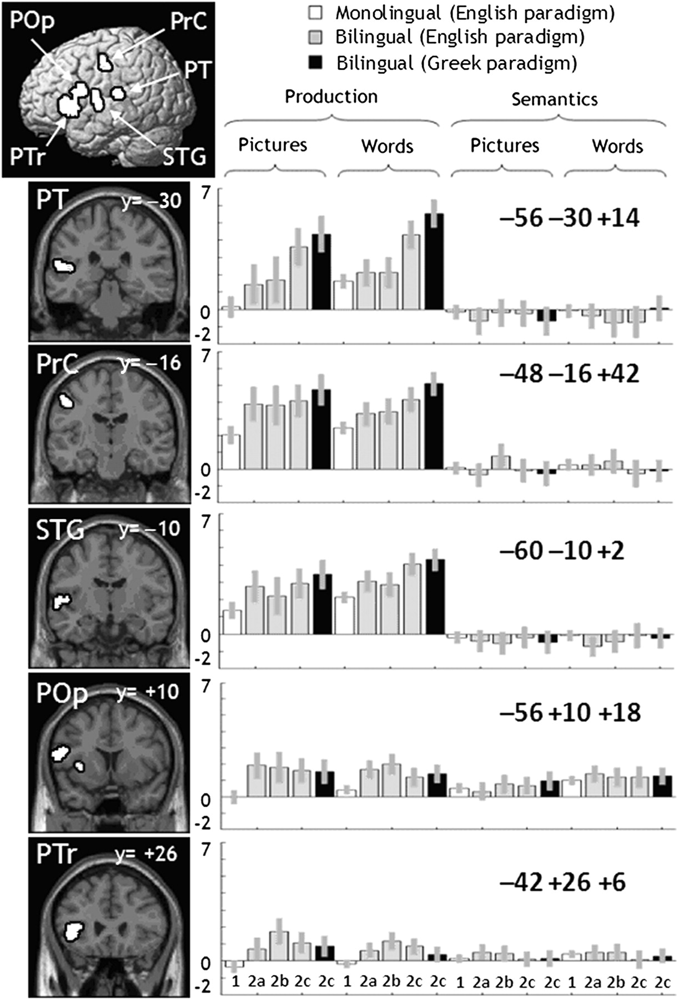 POp
PrC
PT
PTr
STG
Monolingual (English paradigm)
Bilingual (English paradigm)
Bilingual (Greek paradigm)
Production
Semantics
Pictures
Words
Pictures
Words
PT y= –30
7
0
-2
–56 –30 +14
PrC y= –16
7
0
-2
–48 –16 +42
STG y= –10
7
0
-2
–60 –10 +2
POp y= +10
7
0
-2
–56 +10 +18
PTr y= +26
7
0
-2
–42 +26 +6
1 2a 2b 2c 2c 1 2a 2b 2c 2c 1 2a 2b 2c 2c 1 2a 2b 2c 2c